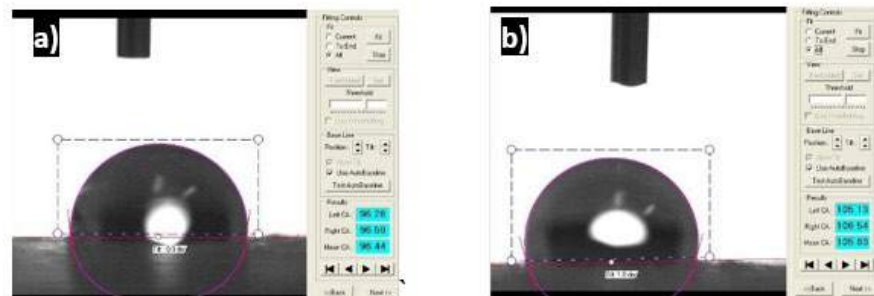 a)
Fitting Controls
Fit
Current Fit
To End
All Stop
View
Threshold
Base Line
Position: Tilt:
Use AutoBaseline
Test AutoBaseline
Results
Left CA. 96.28
Right CA. 96.60
Mean CA. 96.44
<<Back Next >>
b)
Fitting Controls
Fit
Current Fit
To End
All Stop
View
Threshold
Base Line
Position: Tilt:
Use AutoBaseline
Test AutoBaseline
Results
Left CA. 105.13
Right CA. 106.54
Mean CA. 105.83
<<Back Next >>